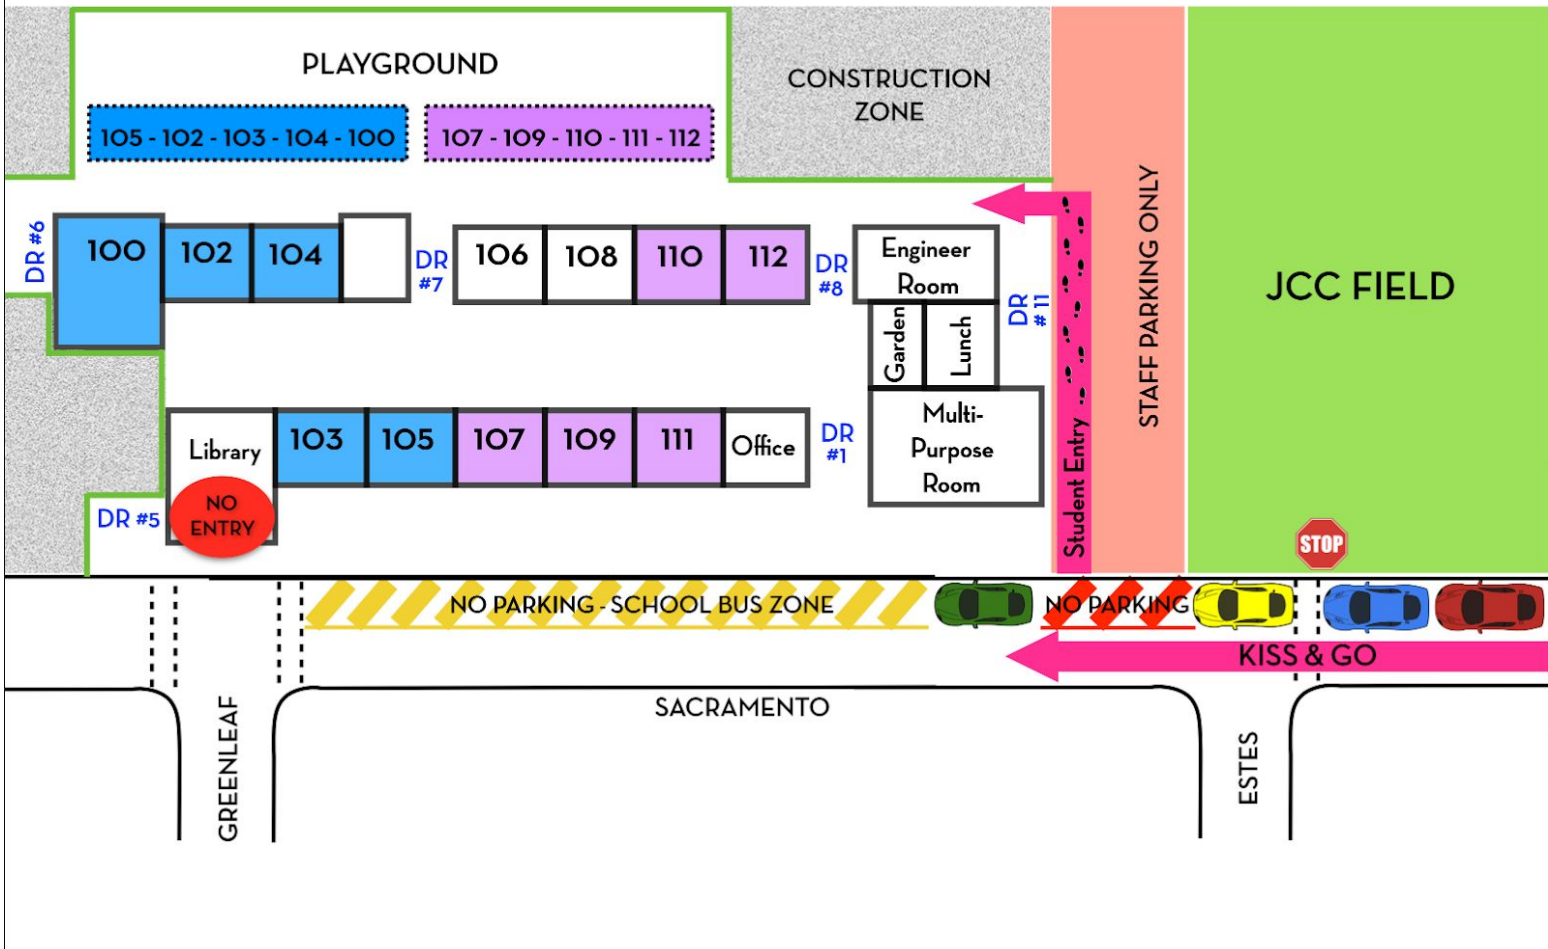 PLAYGROUND
CONSTRUCTION
ZONE
105 - 102 - 103 - 104 - 100
107 - 109 - 110 - 111 - 112
STAFF PARKING ONLY
JCC FIELD
DR #6
100
102
104
DR
#7
106
108
110
112
DR
#8
Engineer
Room
DR
#11
Garden
Lunch
Library
103
105
107
109
111
Office
DR
#1
Multi-
Purpose
Room
Student Entry
NO
ENTRY
DR #5
STOP
NO PARKING - SCHOOL BUS ZONE
NO PARKING
KISS & GO
SACRAMENTO
GREENLEAF
ESTES